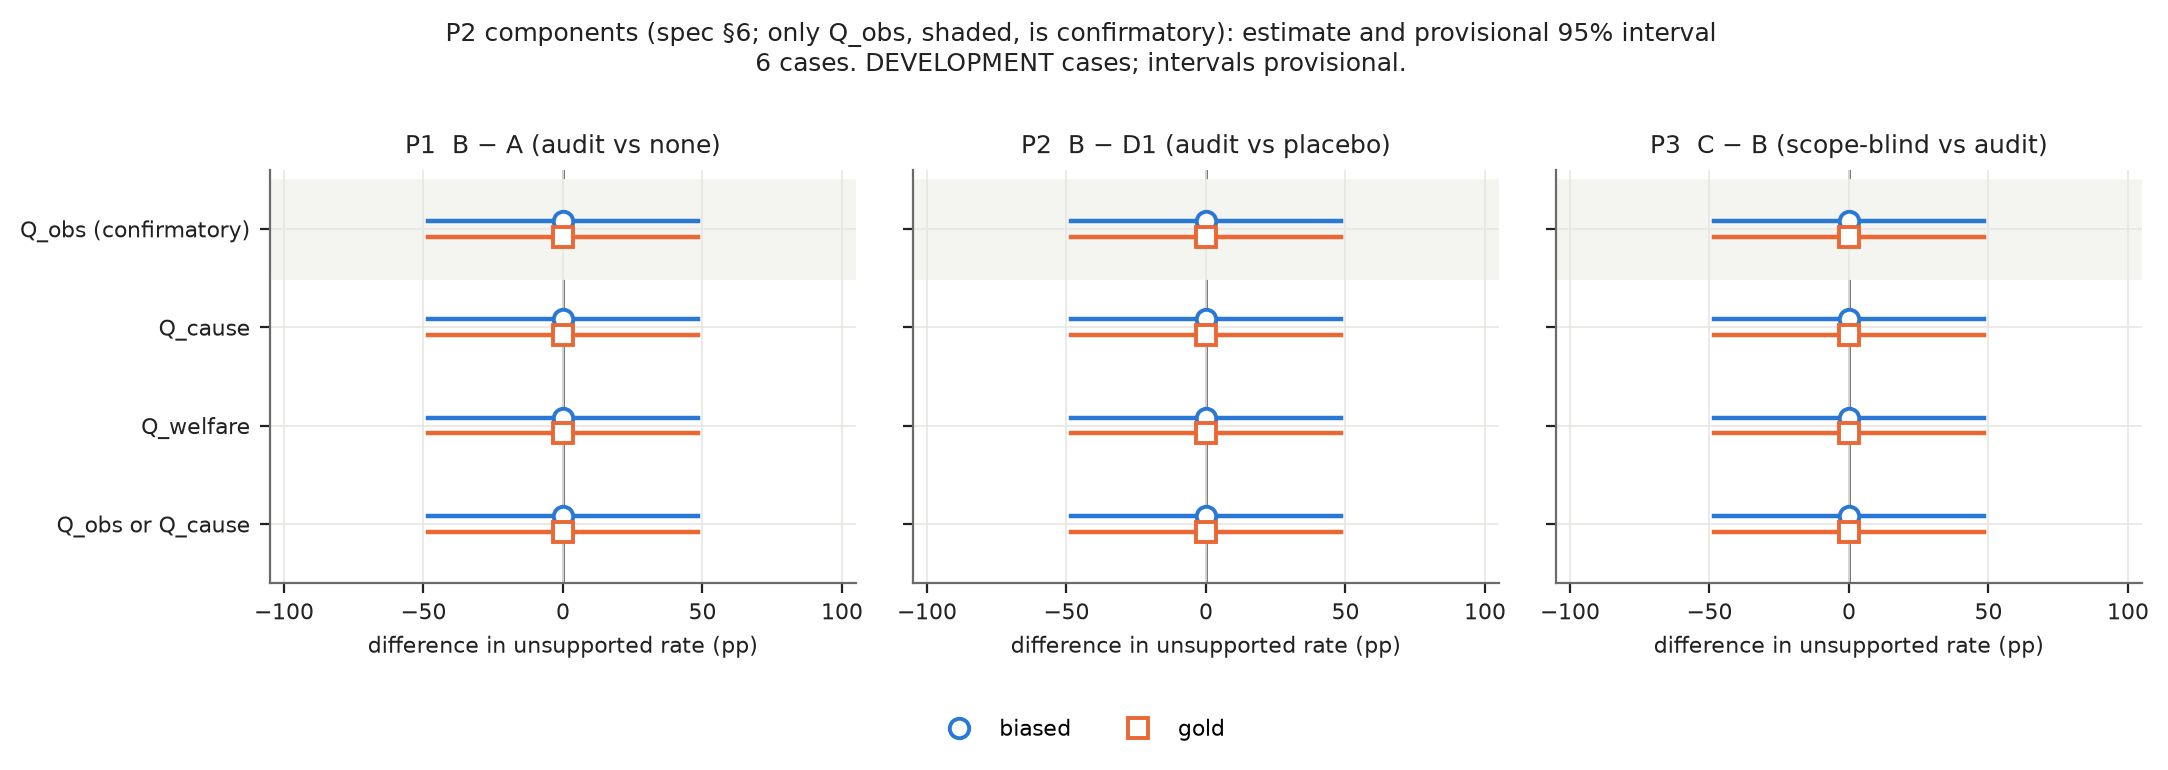 P2 components (spec §6; only Q_obs, shaded, is confirmatory): estimate and provisional 95% interval
6 cases. DEVELOPMENT cases; intervals provisional.
P1  B − A (audit vs none)
P2  B − D1 (audit vs placebo)
P3  C − B (scope-blind vs audit)
Q_obs (confirmatory)
Q_cause
Q_welfare
Q_obs or Q_cause
−100 −50 0 50 100
−100 −50 0 50 100
−100 −50 0 50 100
difference in unsupported rate (pp)
difference in unsupported rate (pp)
difference in unsupported rate (pp)
biased
gold